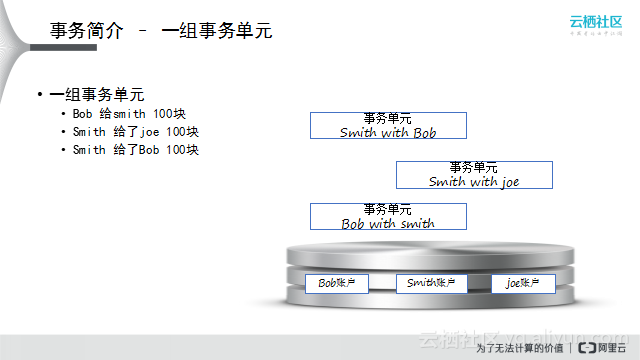 事务简介 – 一组事务单元
云栖社区
• 一组事务单元
• Bob 给smith 100块
• Smith 给了joe 100块
• Smith 给了Bob 100块
事务单元
Smith with Bob
事务单元
Smith with joe
事务单元
Bob with smith
Bob账户
Smith账户
joe账户
云栖社区 yq.aliyun.com
为了无法计算的价值 | 阿里云